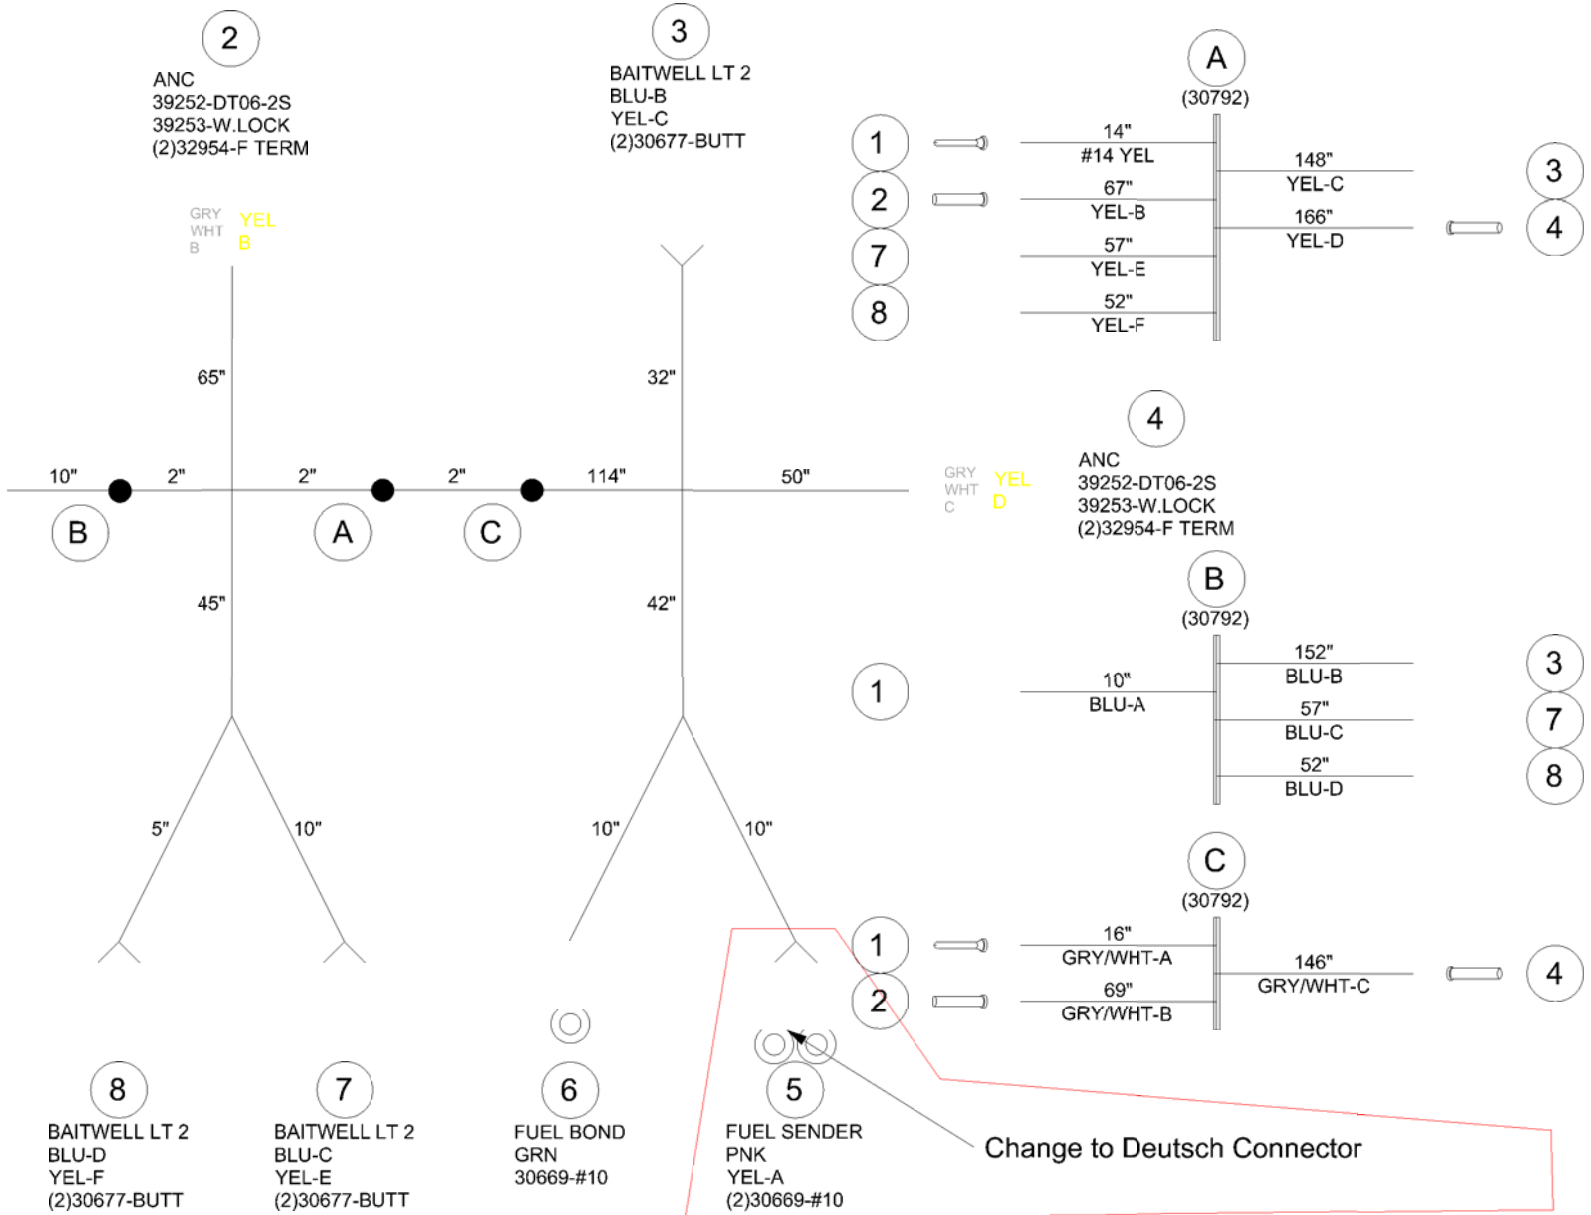 2
ANC
39252-DT06-2S
39253-W.LOCK
(2)32954-F TERM
GRY
WHT
B
YEL
B
3
BAITWELL LT 2
BLU-B
YEL-C
(2)30677-BUTT
A
(30792)
1
14"
#14 YEL
148"
YEL-C
3
2
67"
YEL-B
166"
YEL-D
4
7
57"
YEL-E
8
52"
YEL-F
65"
32"
10"
2"
2"
2"
114"
50"
B
A
C
GRY
WHT
C
YEL
D
4
ANC
39252-DT06-2S
39253-W.LOCK
(2)32954-F TERM
45"
42"
B
(30792)
1
10"
BLU-A
152"
BLU-B
3
57"
BLU-C
7
52"
BLU-D
8
5"
10"
10"
10"
C
(30792)
1
16"
GRY/WHT-A
146"
GRY/WHT-C
4
2
69"
GRY/WHT-B
8
BAITWELL LT 2
BLU-D
YEL-F
(2)30677-BUTT
7
BAITWELL LT 2
BLU-C
YEL-E
(2)30677-BUTT
6
FUEL BOND
GRN
30669-#10
5
FUEL SENDER
PNK
YEL-A
(2)30669-#10
Change to Deutsch Connector